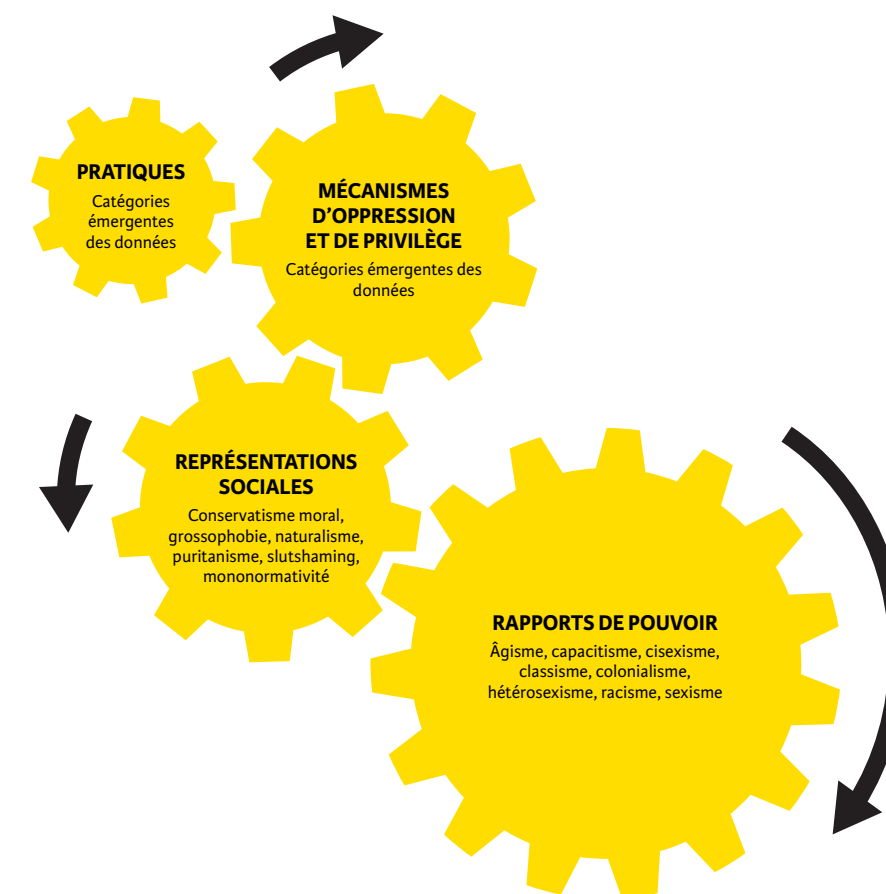 PRATIQUES
Catégories
émergentes
des données
MÉCANISMES
D’OPPRESSION
ET DE PRIVILÈGE
Catégories émergentes des
données
REPRÉSENTATIONS
SOCIALES
Conservatisme moral,
grossophobie, naturalisme,
puritanisme, slutshaming,
mononormativité
RAPPORTS DE POUVOIR
Âgisme, capacitisme, cisexisme,
classisme, colonialisme,
hétérosexisme, racisme, sexisme